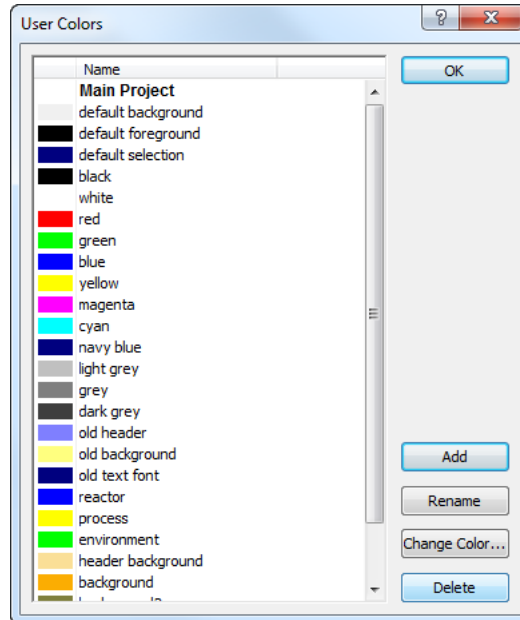 User Colors
?
Name
OK
Main Project
default background
default foreground
default selection
black
white
red
green
blue
yellow
magenta
cyan
navy blue
light grey
grey
dark grey
old header
old background
old text font
reactor
process
environment
header background
background
Add
Rename
Change Color...
Delete